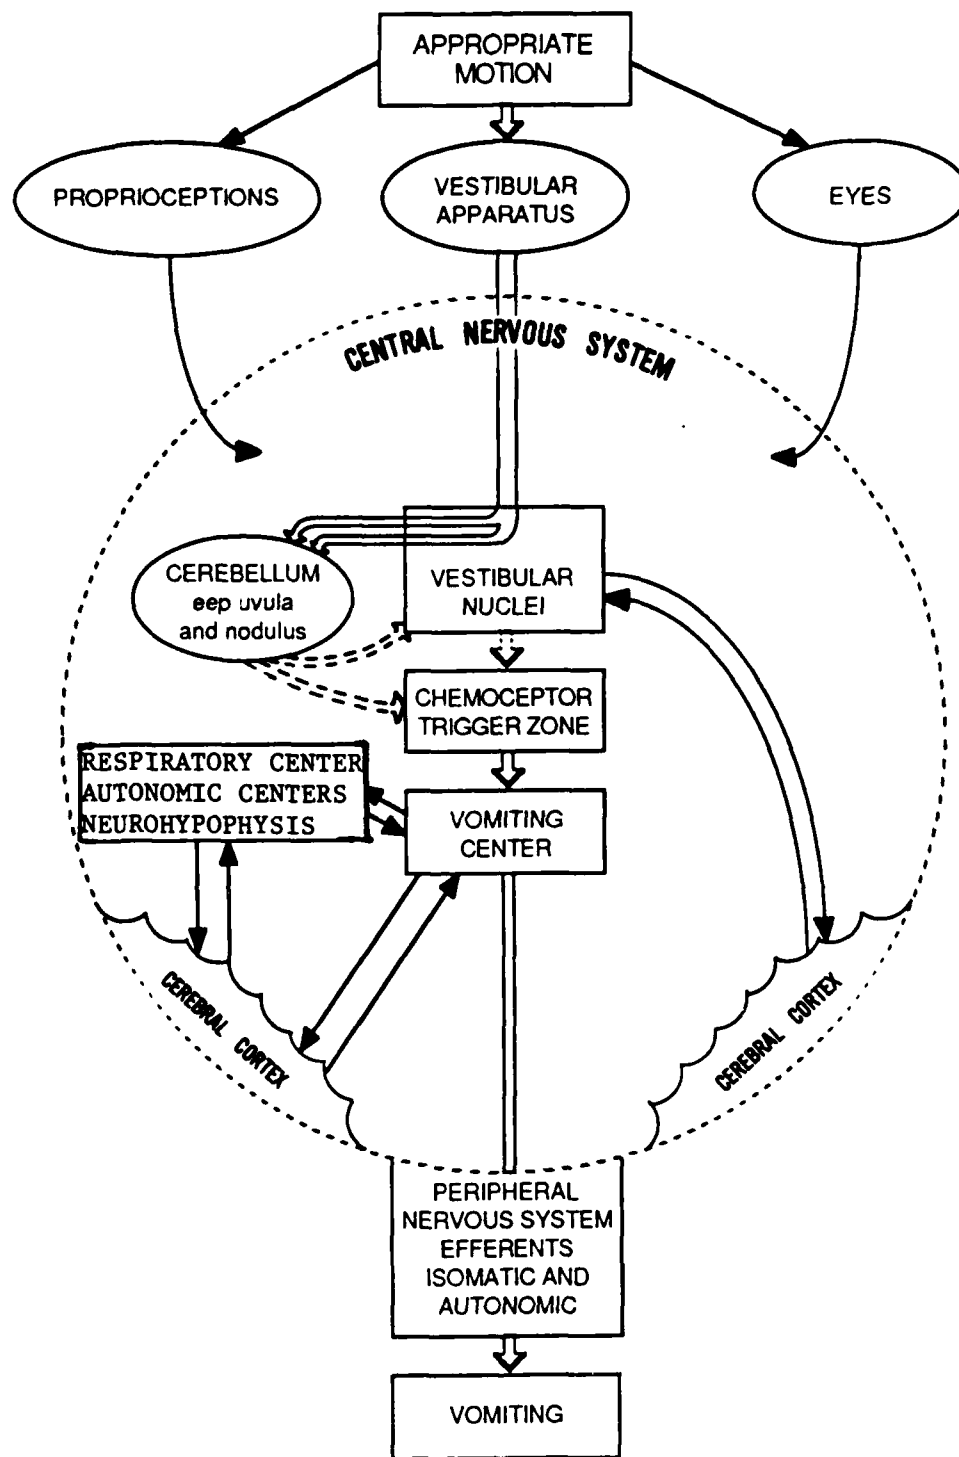 APPROPRIATE
MOTION
PROPRIOCEPTIONS
VESTIBULAR
APPARATUS
EYES
CENTRAL NERVOUS SYSTEM
CEREBELLUM
eep uvula
and nodulus
VESTIBULAR
NUCLEI
CHEMOCEPTOR
TRIGGER ZONE
RESPIRATORY CENTER
AUTONOMIC CENTERS
NEUROHYPOPHYSIS
VOMITING
CENTER
CEREBRAL CORTEX
CEREBRAL CORTEX
PERIPHERAL
NERVOUS SYSTEM
EFFERENTS
ISOMATIC AND
AUTONOMIC
VOMITING